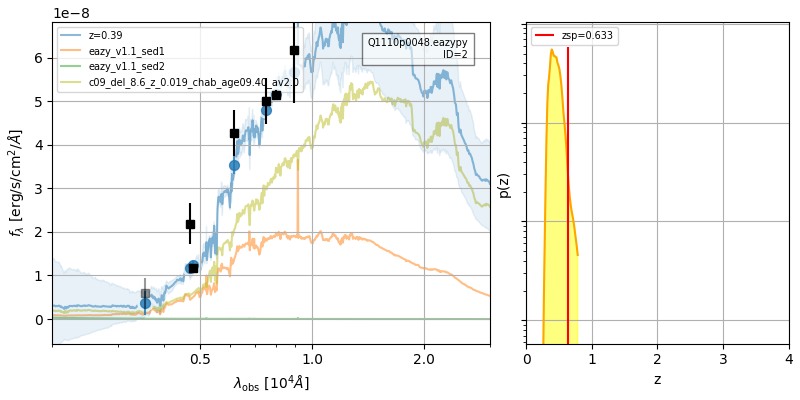 1e−8
z=0.39
eazy_v1.1_sed1
eazy_v1.1_sed2
c09_del_8.6_z_0.019_chab_age09.40_av2.0
Q1110p0048.eazypy
ID=2
6
5
4
3
2
1
0
f_λ [erg/s/cm²/Å]
0.5
1.0
2.0
λ_obs [10⁴Å]
zsp=0.633
p(z)
0
1
2
3
4
z